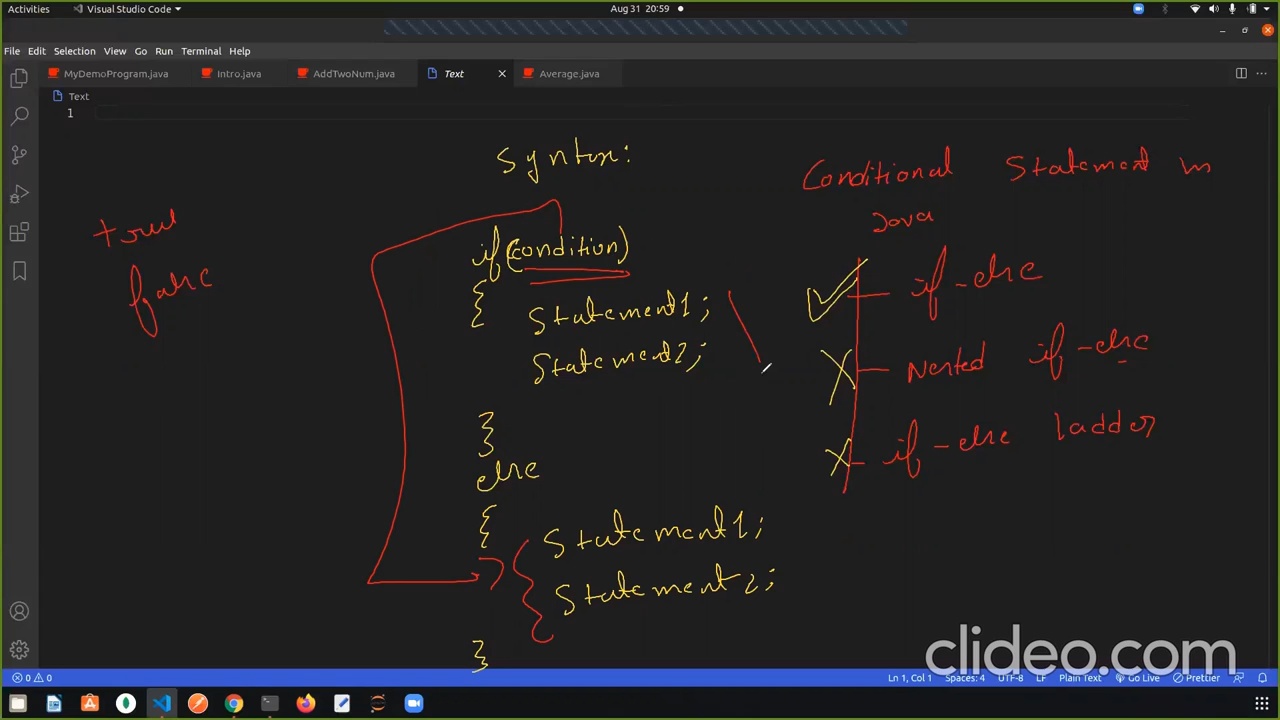 Activities
Visual Studio Code
Aug 31 20:59
File Edit Selection View Go Run Terminal Help
MyDemoProgram.java Intro.java AddTwoNum.java Text Average.java
Text
1
Syntax:
if(condition)
{
Statement1;
Statement2;
}
else
{
Statement1;
Statement2;
}
true
false
Conditional Statement in
Java
if-else
Nested if-else
if-else ladder
clideo.com
0 0
Ln 1, Col 1 Spaces: 4 UTF-8 LF Plain Text Go Live Prettier